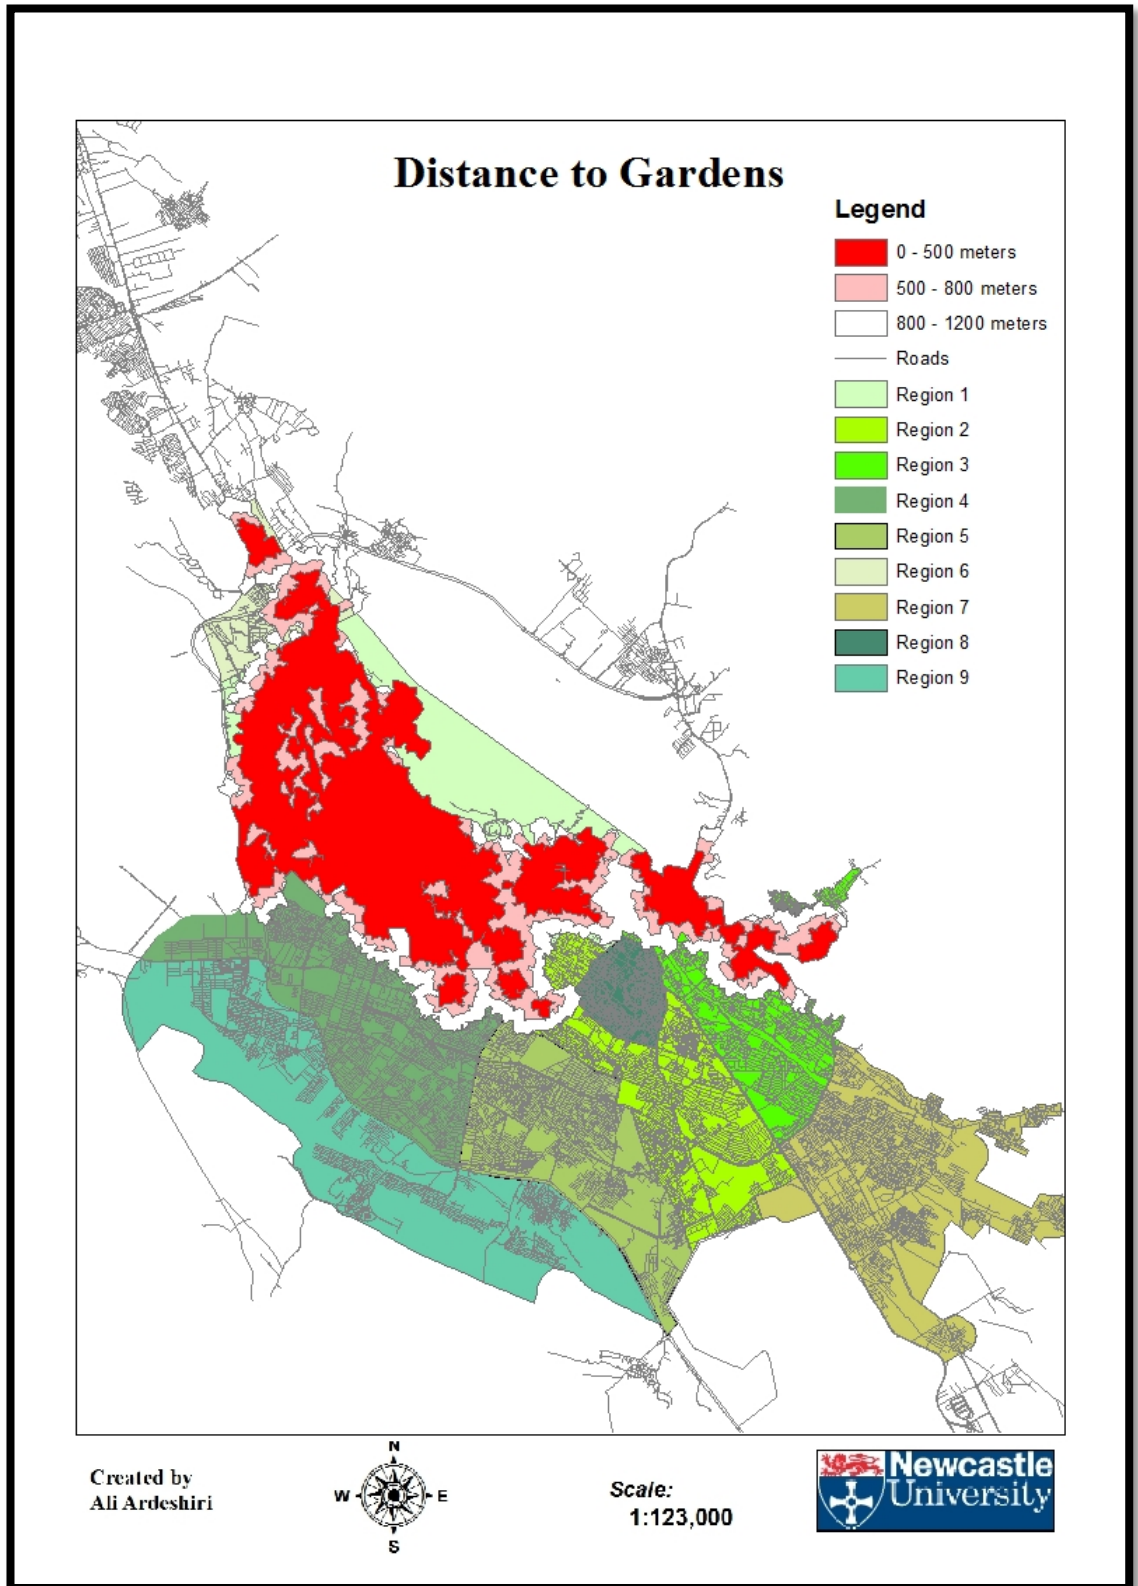 Distance to Gardens
Legend
0 - 500 meters
500 - 800 meters
800 - 1200 meters
Roads
Region 1
Region 2
Region 3
Region 4
Region 5
Region 6
Region 7
Region 8
Region 9
Created by
Ali Ardeshiri
N
W
E
S
Scale:
1:123,000
Newcastle
University